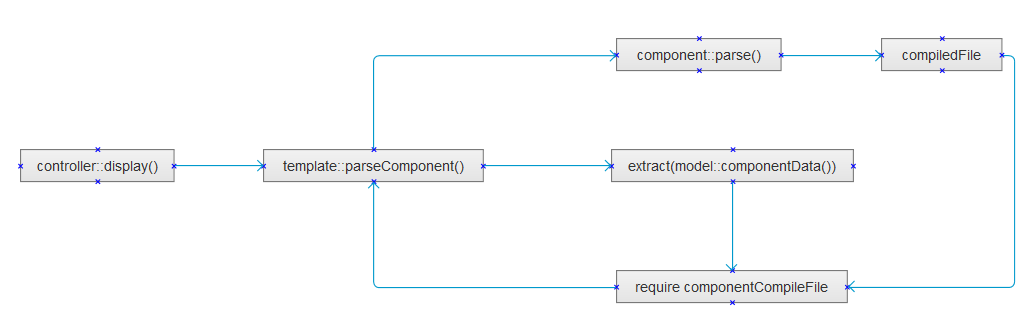 component::parse()
compiledFile
controller::display()
template::parseComponent()
extract(model::componentData())
require componentCompileFile